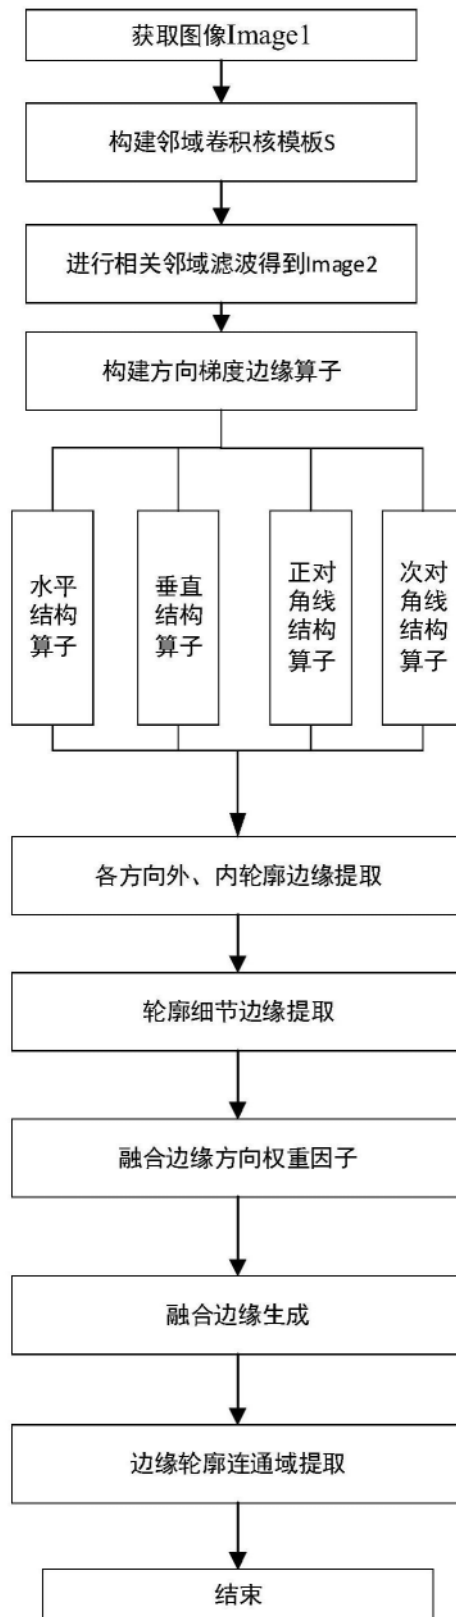 获取图像Image1
构建邻域卷积核模板S
进行相关邻域滤波得到Image2
构建方向梯度边缘算子
水平
结构
算子
垂直
结构
算子
正对
角线
结构
算子
次对
角线
结构
算子
各方向外、内轮廓边缘提取
轮廓细节边缘提取
融合边缘方向权重因子
融合边缘生成
边缘轮廓连通域提取
结束